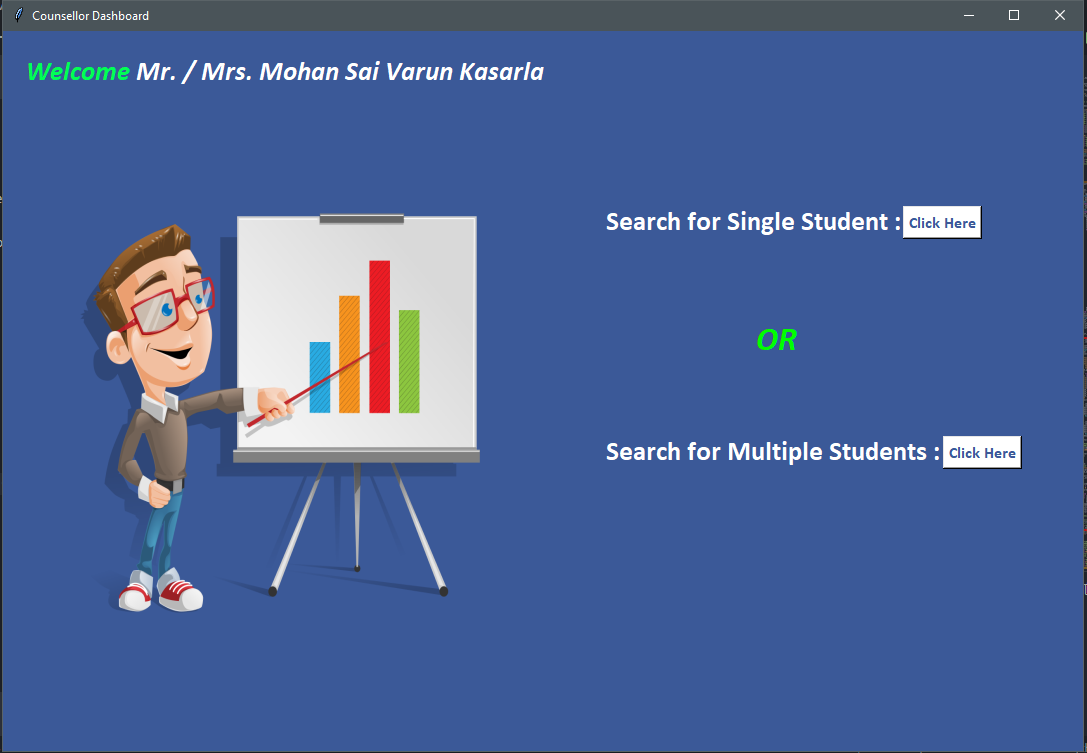 Counsellor Dashboard
Welcome Mr. / Mrs. Mohan Sai Varun Kasarla
Search for Single Student : Click Here
OR
Search for Multiple Students : Click Here